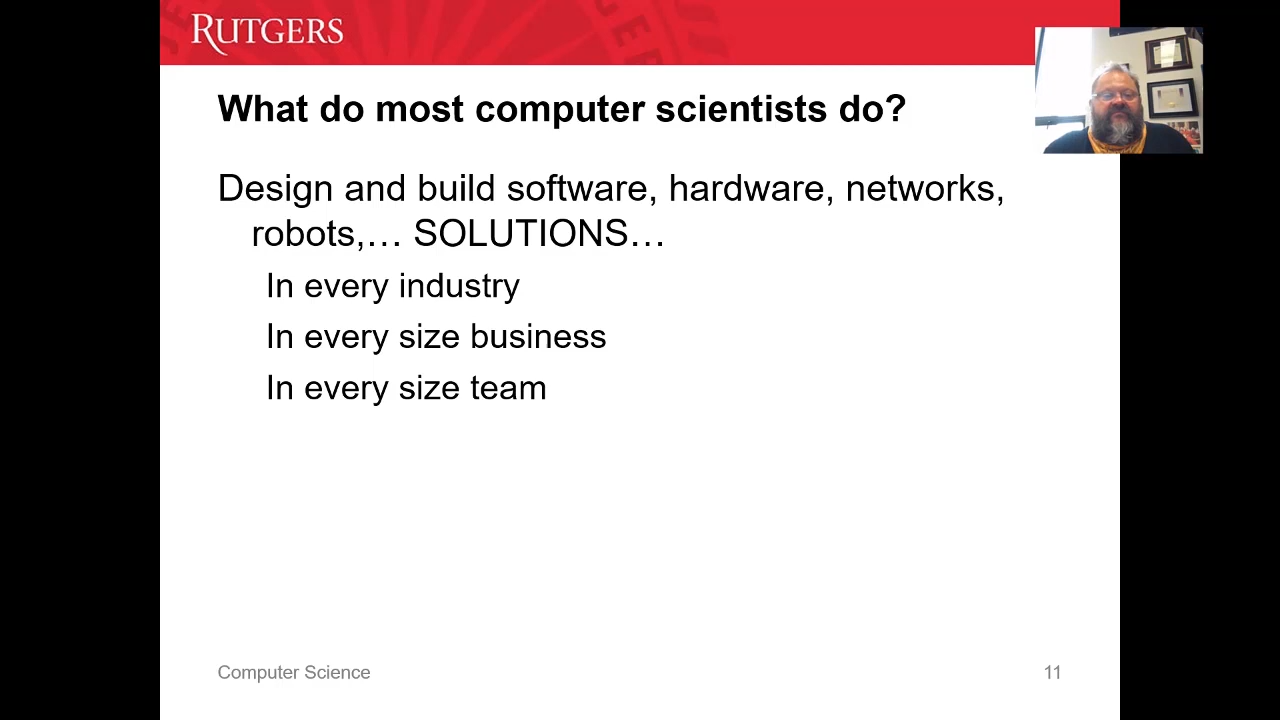 RUTGERS
What do most computer scientists do?
Design and build software, hardware, networks,
robots,… SOLUTIONS…
In every industry
In every size business
In every size team
Computer Science
11